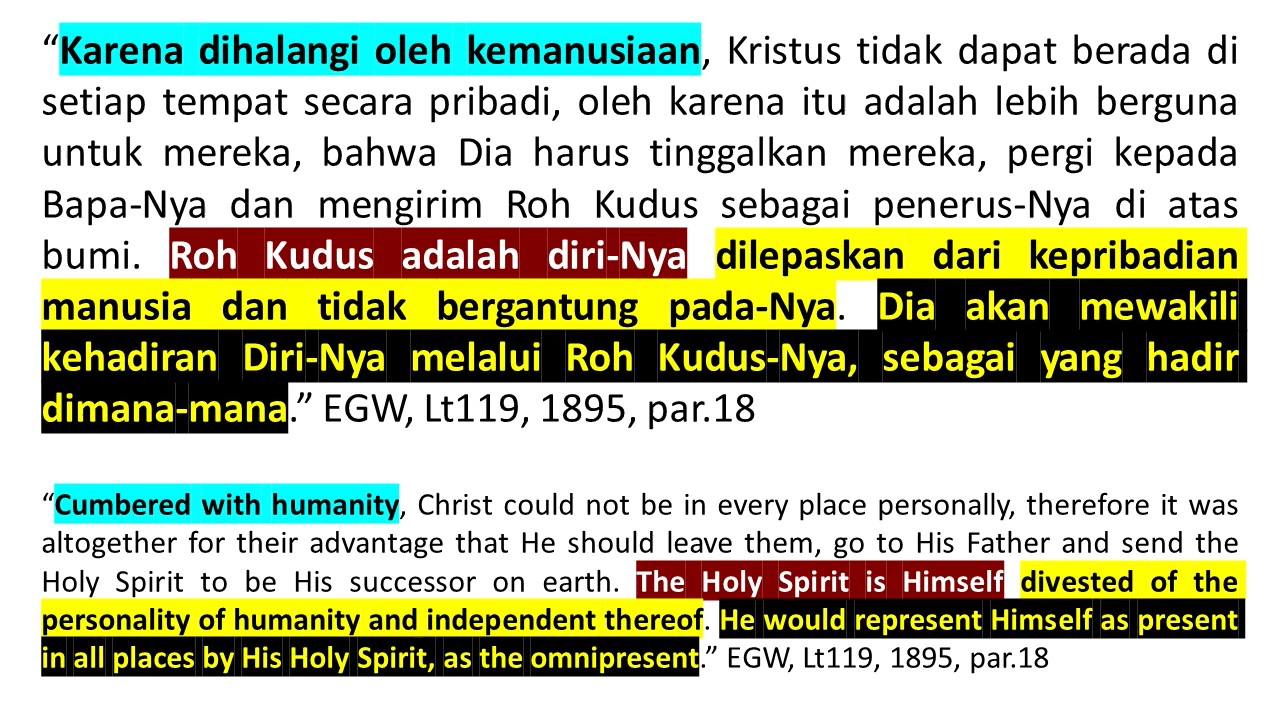 “Karena dihalangi oleh kemanusiaan, Kristus tidak dapat berada di
setiap tempat secara pribadi, oleh karena itu adalah lebih berguna
untuk mereka, bahwa Dia harus tinggalkan mereka, pergi kepada
Bapa-Nya dan mengirim Roh Kudus sebagai penerus-Nya di atas
bumi. Roh Kudus adalah diri-Nya dilepaskan dari kepribadian
manusia dan tidak bergantung pada-Nya. Dia akan mewakili
kehadiran Diri-Nya melalui Roh Kudus-Nya, sebagai yang hadir
dimana-mana.” EGW, Lt119, 1895, par.18
“Cumbered with humanity, Christ could not be in every place personally, therefore it was
altogether for their advantage that He should leave them, go to His Father and send the
Holy Spirit to be His successor on earth. The Holy Spirit is Himself divested of the
personality of humanity and independent thereof. He would represent Himself as present
in all places by His Holy Spirit, as the omnipresent.” EGW, Lt119, 1895, par.18